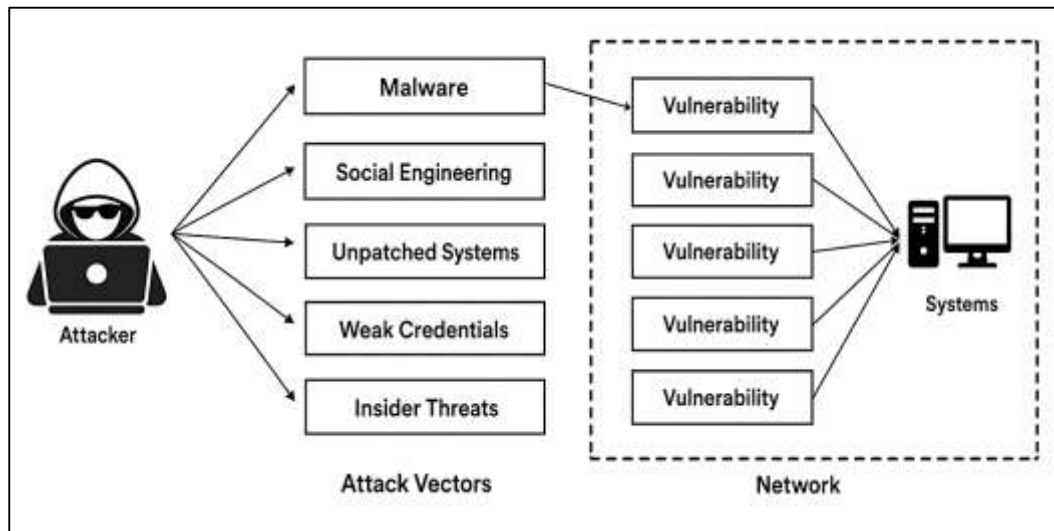 Malware
Social Engineering
Unpatched Systems
Weak Credentials
Insider Threats
Attacker
Attack Vectors
Vulnerability
Vulnerability
Vulnerability
Vulnerability
Vulnerability
Systems
Network